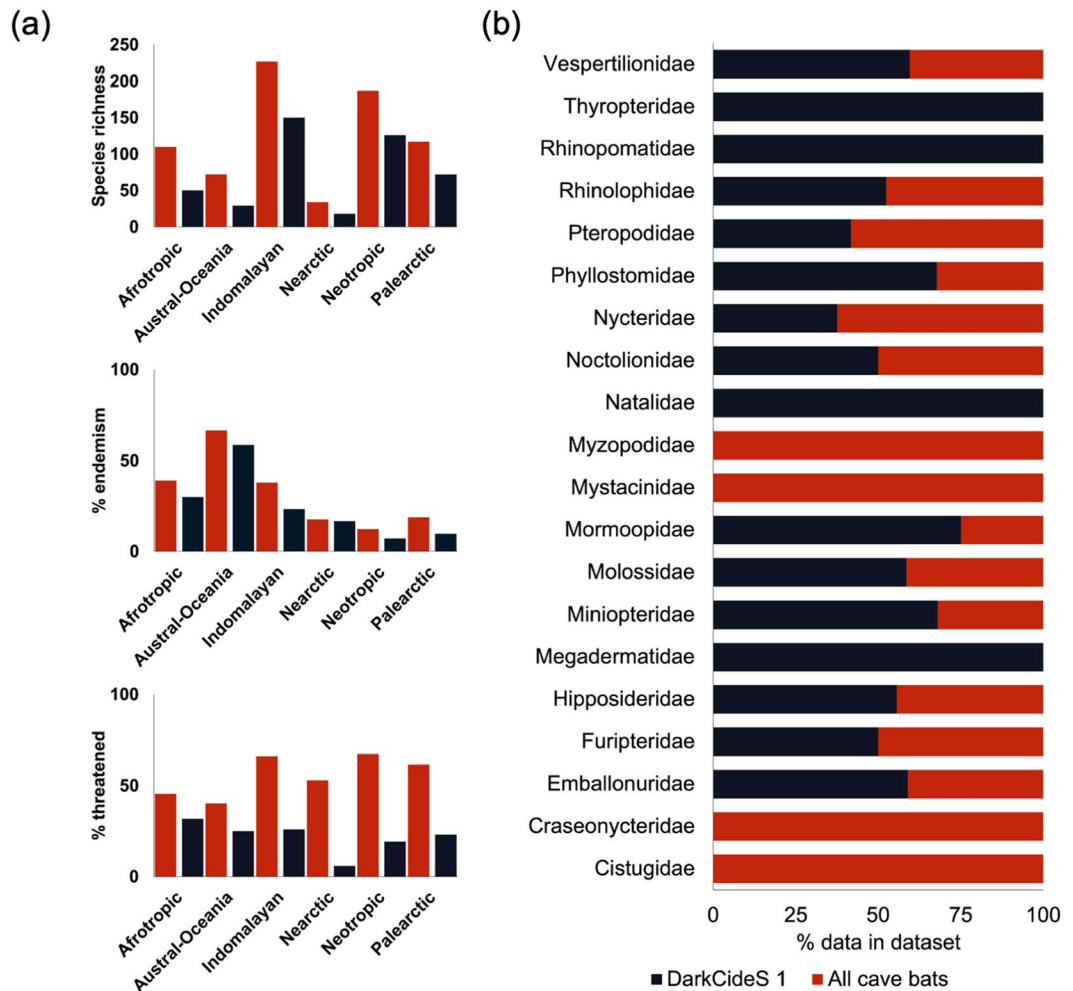 (a)
250
200
150
100
50
0
Species richness
Afrotropic
Austral-Oceania
Indomalayan
Nearctic
Neotropic
Palearctic
100
50
0
% endemism
Afrotropic
Austral-Oceania
Indomalayan
Nearctic
Neotropic
Palearctic
100
50
0
% threatened
Afrotropic
Austral-Oceania
Indomalayan
Nearctic
Neotropic
Palearctic
(b)
Vespertilionidae
Thyropteridae
Rhinopomatidae
Rhinolophidae
Pteropodidae
Phyllostomidae
Nycteridae
Noctolionidae
Natalidae
Myzopodidae
Mystacinidae
Mormoopidae
Molossidae
Miniopteridae
Megadermatidae
Hipposideridae
Furipteridae
Emballonuridae
Craseonycteridae
Cistugidae
0 25 50 75 100
% data in dataset
DarkCideS 1 All cave bats